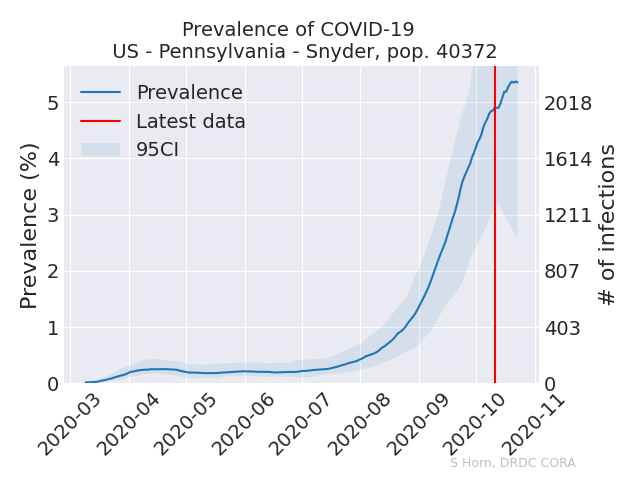 Prevalence of COVID-19
US - Pennsylvania - Snyder, pop. 40372
Prevalence
Latest data
95CI
Prevalence (%)
5
4
3
2
1
0
2018
1614
1211
807
403
0
# of infections
2020-03
2020-04
2020-05
2020-06
2020-07
2020-08
2020-09
2020-10
2020-11
S Horn, DRDC CORA